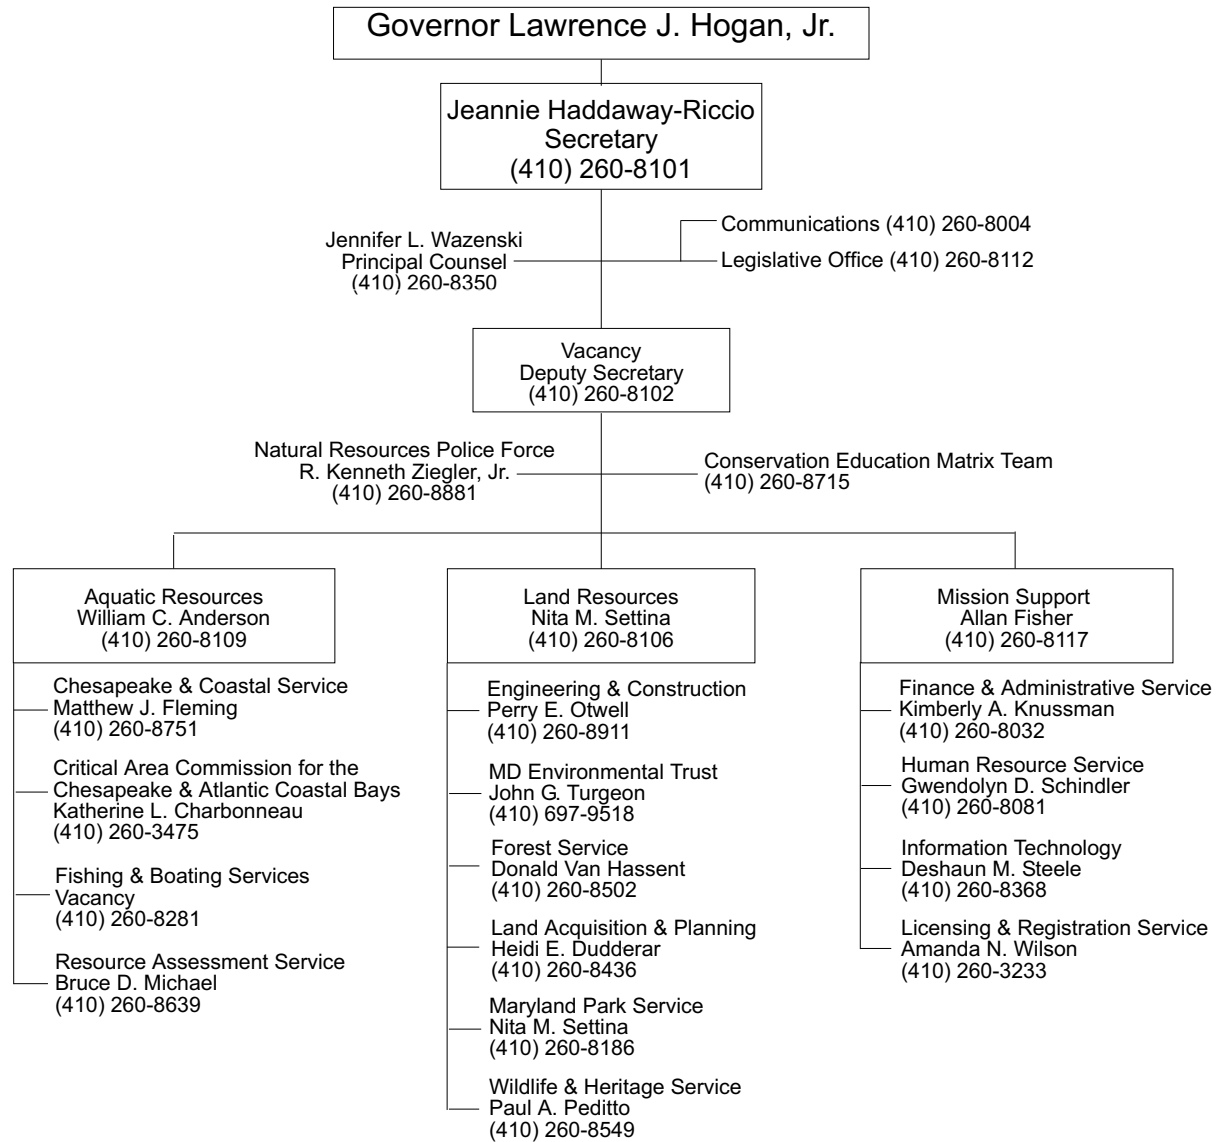 Governor Lawrence J. Hogan, Jr.
Jeannie Haddaway-Riccio
Secretary
(410) 260-8101
Jennifer L. Wazenski
Principal Counsel
(410) 260-8350
Communications (410) 260-8004
Legislative Office (410) 260-8112
Vacancy
Deputy Secretary
(410) 260-8102
Natural Resources Police Force
R. Kenneth Ziegler, Jr.
(410) 260-8881
Conservation Education Matrix Team
(410) 260-8715
Aquatic Resources
William C. Anderson
(410) 260-8109
Chesapeake & Coastal Service
Matthew J. Fleming
(410) 260-8751
Critical Area Commission for the
Chesapeake & Atlantic Coastal Bays
Katherine L. Charbonneau
(410) 260-3475
Fishing & Boating Services
Vacancy
(410) 260-8281
Resource Assessment Service
Bruce D. Michael
(410) 260-8639
Land Resources
Nita M. Settina
(410) 260-8106
Engineering & Construction
Perry E. Otwell
(410) 260-8911
MD Environmental Trust
John G. Turgeon
(410) 697-9518
Forest Service
Donald Van Hassent
(410) 260-8502
Land Acquisition & Planning
Heidi E. Dudderar
(410) 260-8436
Maryland Park Service
Nita M. Settina
(410) 260-8186
Wildlife & Heritage Service
Paul A. Peditto
(410) 260-8549
Mission Support
Allan Fisher
(410) 260-8117
Finance & Administrative Service
Kimberly A. Knussman
(410) 260-8032
Human Resource Service
Gwendolyn D. Schindler
(410) 260-8081
Information Technology
Deshaun M. Steele
(410) 260-8368
Licensing & Registration Service
Amanda N. Wilson
(410) 260-3233